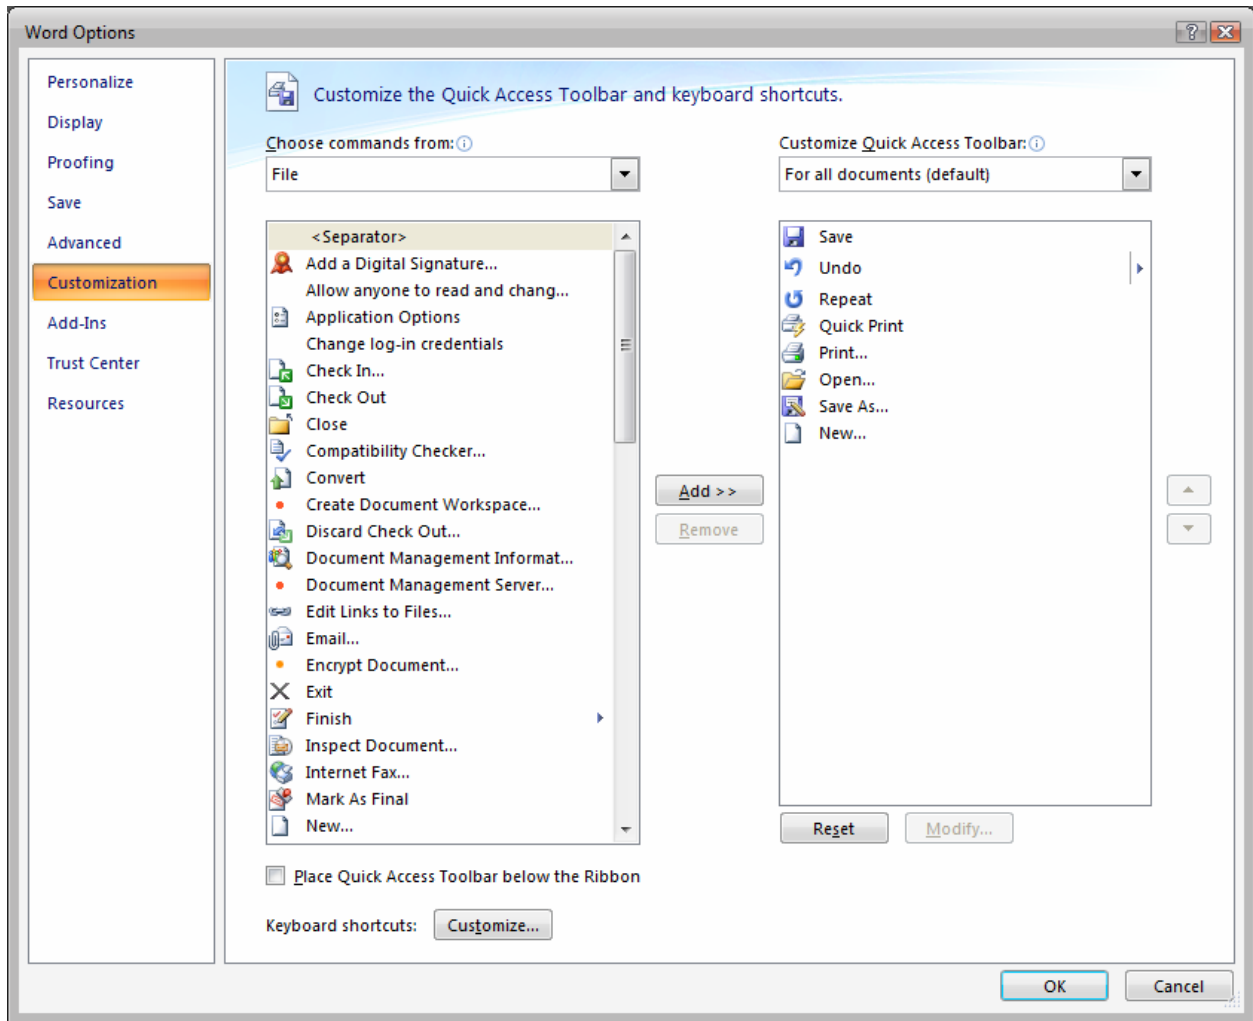 Word Options
Personalize
Display
Proofing
Save
Advanced
Customization
Add-Ins
Trust Center
Resources
Customize the Quick Access Toolbar and keyboard shortcuts.
Choose commands from:
File
<Separator>
Add a Digital Signature...
Allow anyone to read and chang...
Application Options
Change log-in credentials
Check In...
Check Out
Close
Compatibility Checker...
Convert
Create Document Workspace...
Discard Check Out...
Document Management Informat...
Document Management Server...
Edit Links to Files...
Email...
Encrypt Document...
Exit
Finish
Inspect Document...
Internet Fax...
Mark As Final
New...
Add >>
Remove
Customize Quick Access Toolbar:
For all documents (default)
Save
Undo
Repeat
Quick Print
Print...
Open...
Save As...
New...
Reset
Modify...
Place Quick Access Toolbar below the Ribbon
Keyboard shortcuts:
Customize...
OK
Cancel